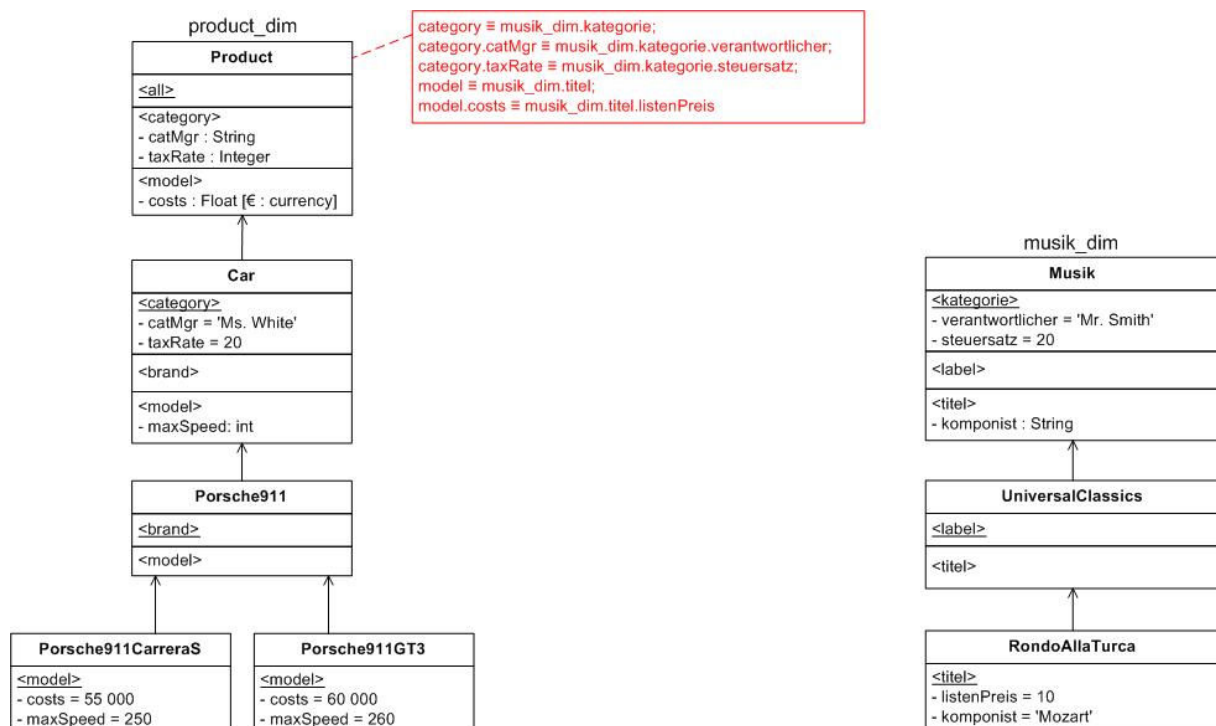 product_dim
Product
<all>
<category>
- catMgr : String
- taxRate : Integer
<model>
- costs : Float [€ : currency]
category ≡ musik_dim.kategorie;
category.catMgr ≡ musik_dim.kategorie.verantwortlicher;
category.taxRate ≡ musik_dim.kategorie.steuersatz;
model ≡ musik_dim.titel;
model.costs ≡ musik_dim.titel.listenPreis
Car
<category>
- catMgr = 'Ms. White'
- taxRate = 20
<brand>
<model>
- maxSpeed: int
Porsche911
<brand>
<model>
Porsche911CarreraS
<model>
- costs = 55 000
- maxSpeed = 250
Porsche911GT3
<model>
- costs = 60 000
- maxSpeed = 260
musik_dim
Musik
<kategorie>
- verantwortlicher = 'Mr. Smith'
- steuersatz = 20
<label>
<titel>
- komponist : String
UniversalClassics
<label>
<titel>
RondoAllaTurca
<titel>
- listenPreis = 10
- komponist = 'Mozart'